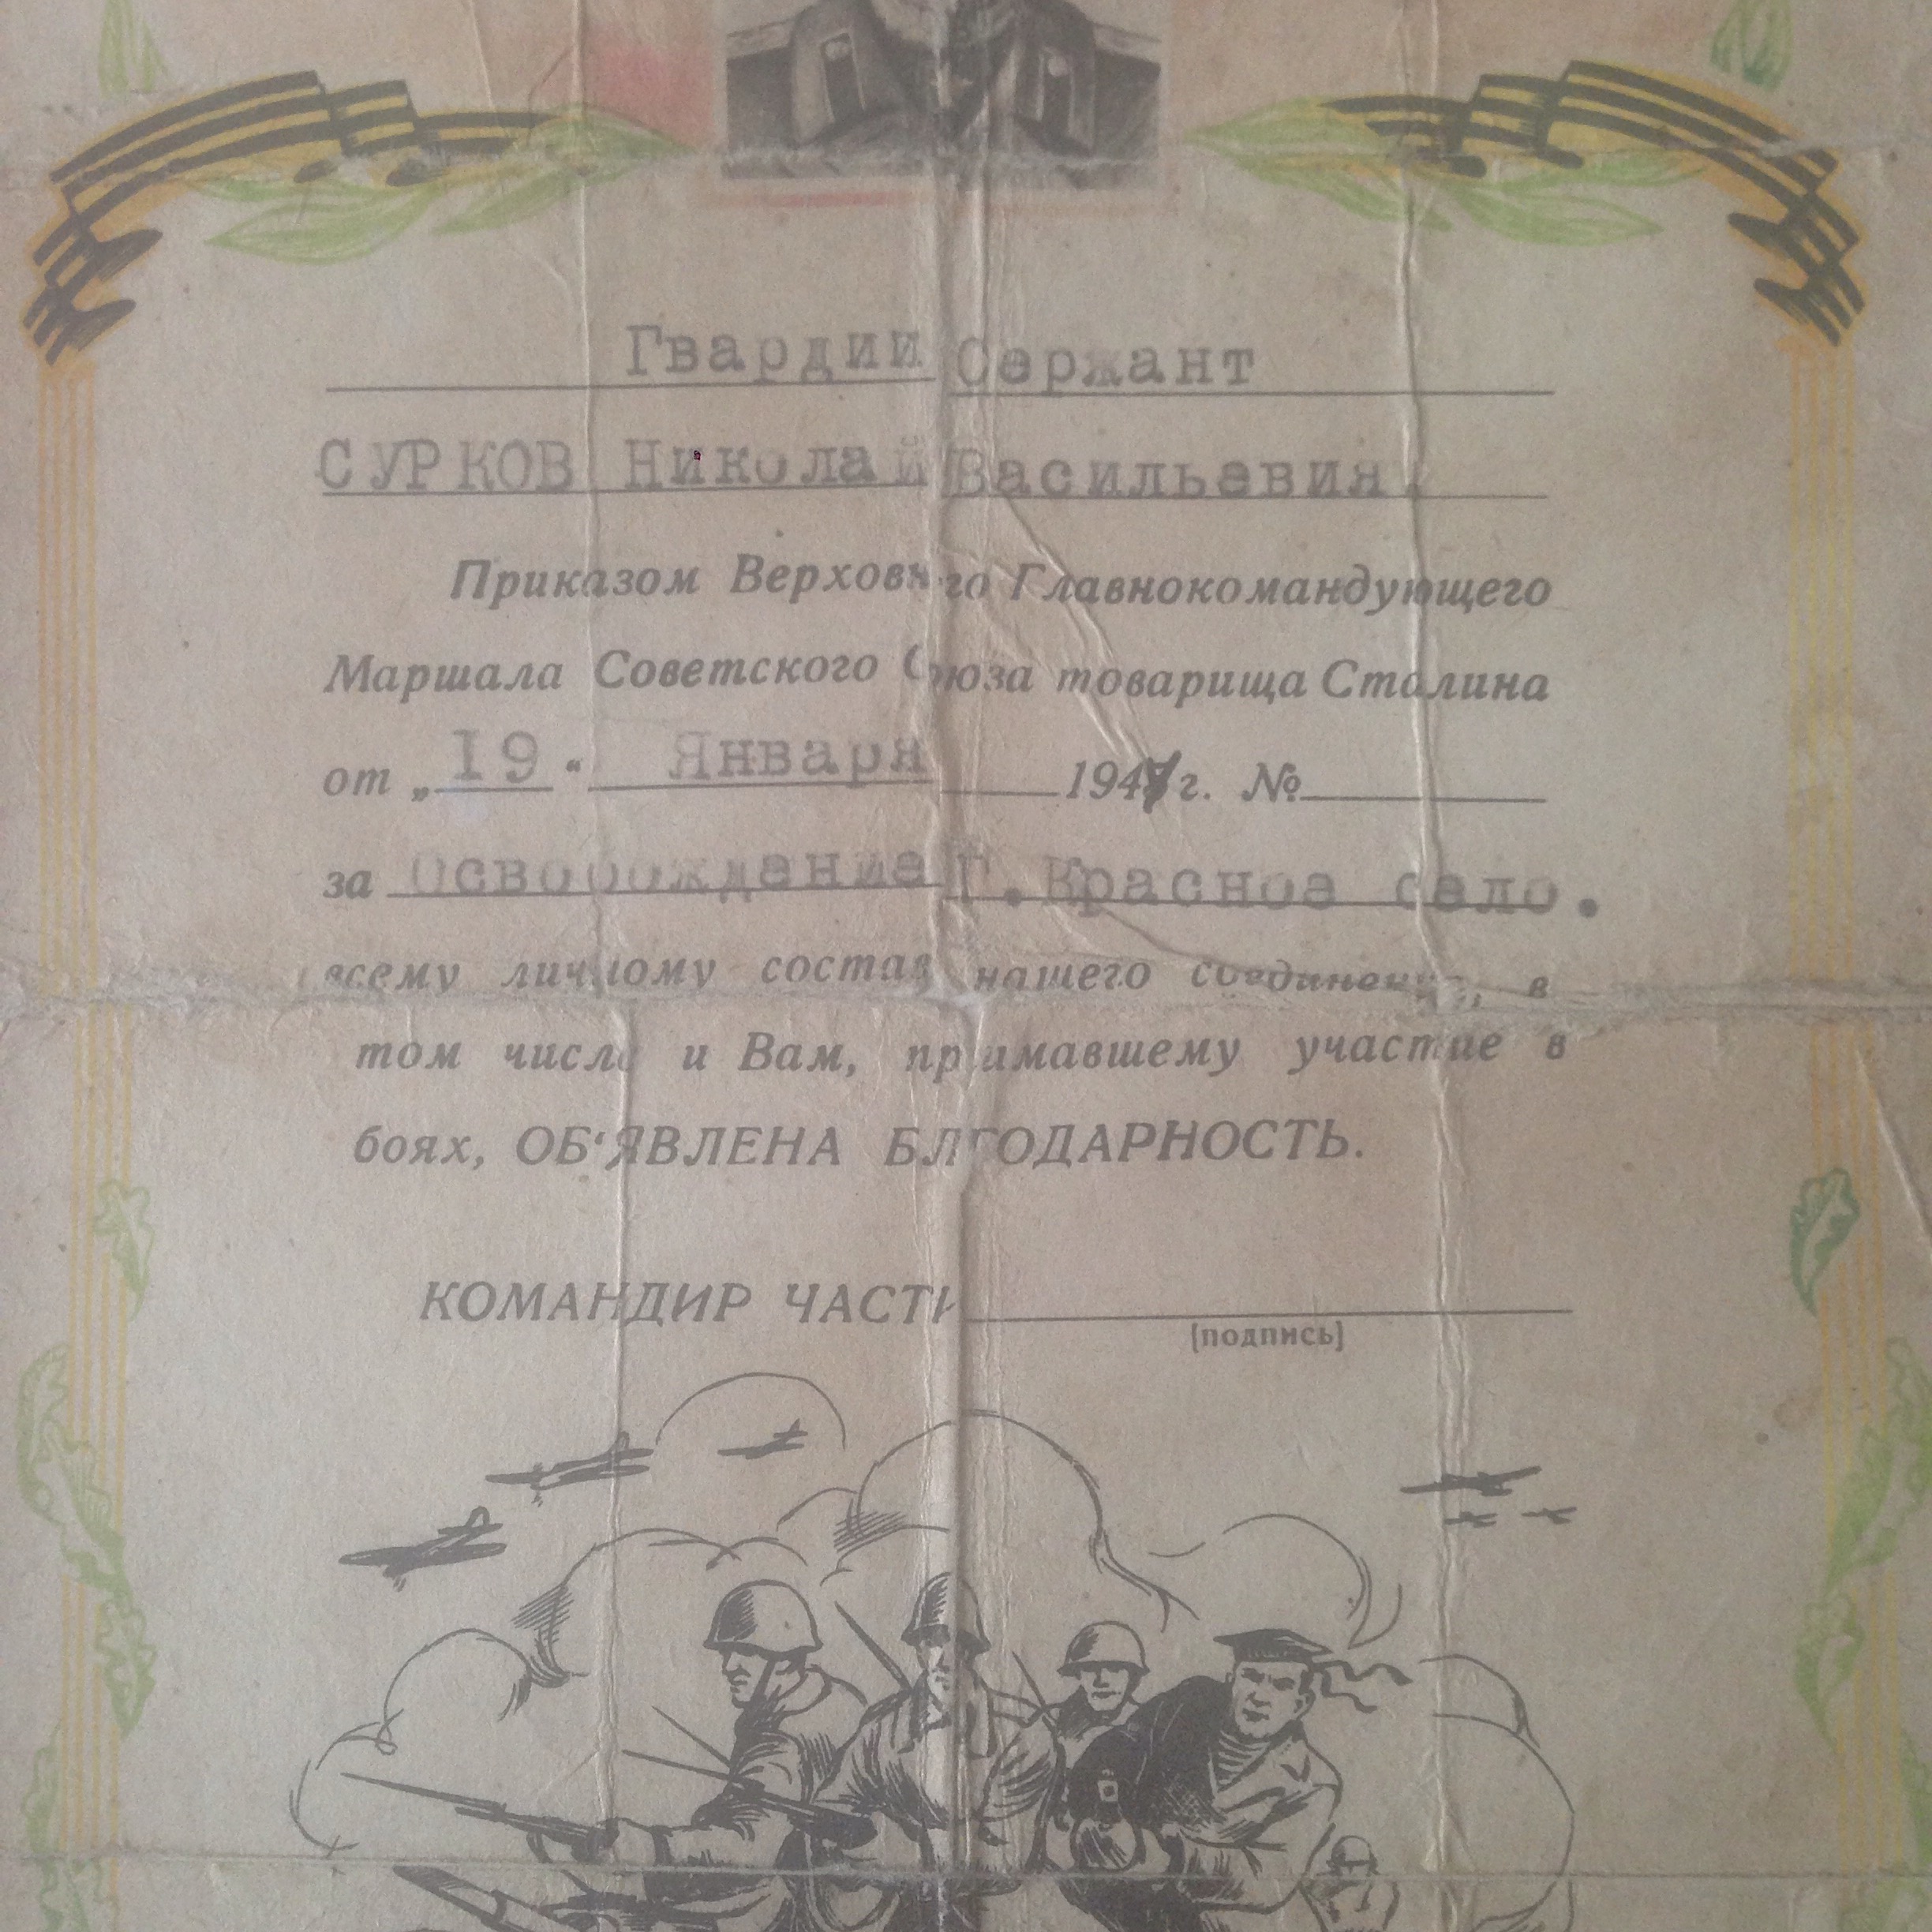 Гвардии Сержант
СУРКОВ Николай Васильевич
Приказом Верховного Главнокомандующего
Маршала Советского Союза товарища Сталина
от „19“ Января 1944 г. №
за Освобождение Г. Красное село.
всему личному составу нашего соединения, в
том числе и Вам, принимавшему участие в
боях, ОБ‘ЯВЛЕНА БЛАГОДАРНОСТЬ.
КОМАНДИР ЧАСТИ
(подпись)